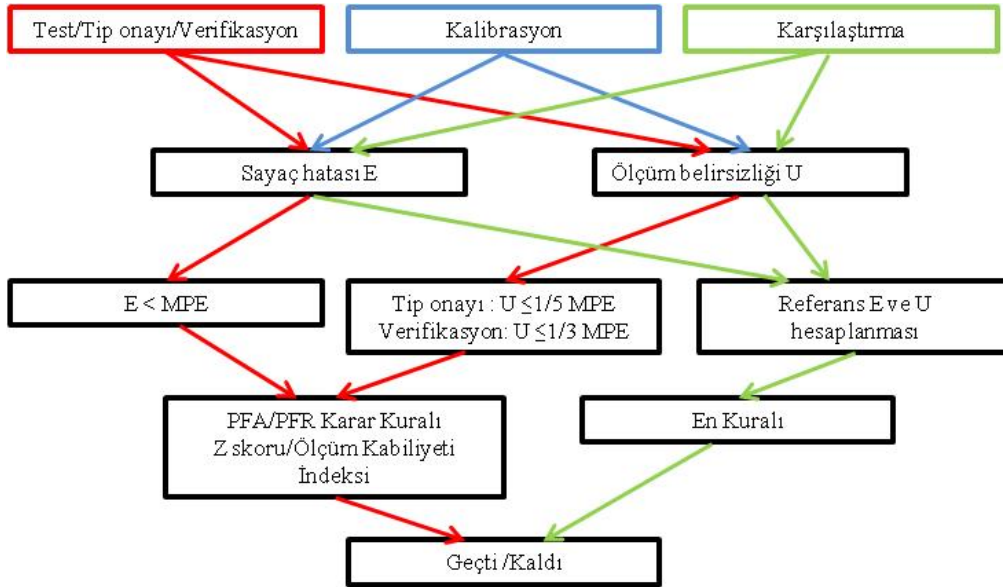 Test/Tip onayı/Verifikasyon
Kalibrasyon
Karşılaştırma
Sayaç hatası E
Ölçüm belirsizliği U
E < MPE
Tip onayı : U ≤1/5 MPE
Verifikasyon: U ≤1/3 MPE
Referans E ve U
hesaplanması
PFA/PFR Karar Kuralı
Z skoru/Ölçüm Kabiliyeti
İndeksi
En Kuralı
Geçti /Kaldı